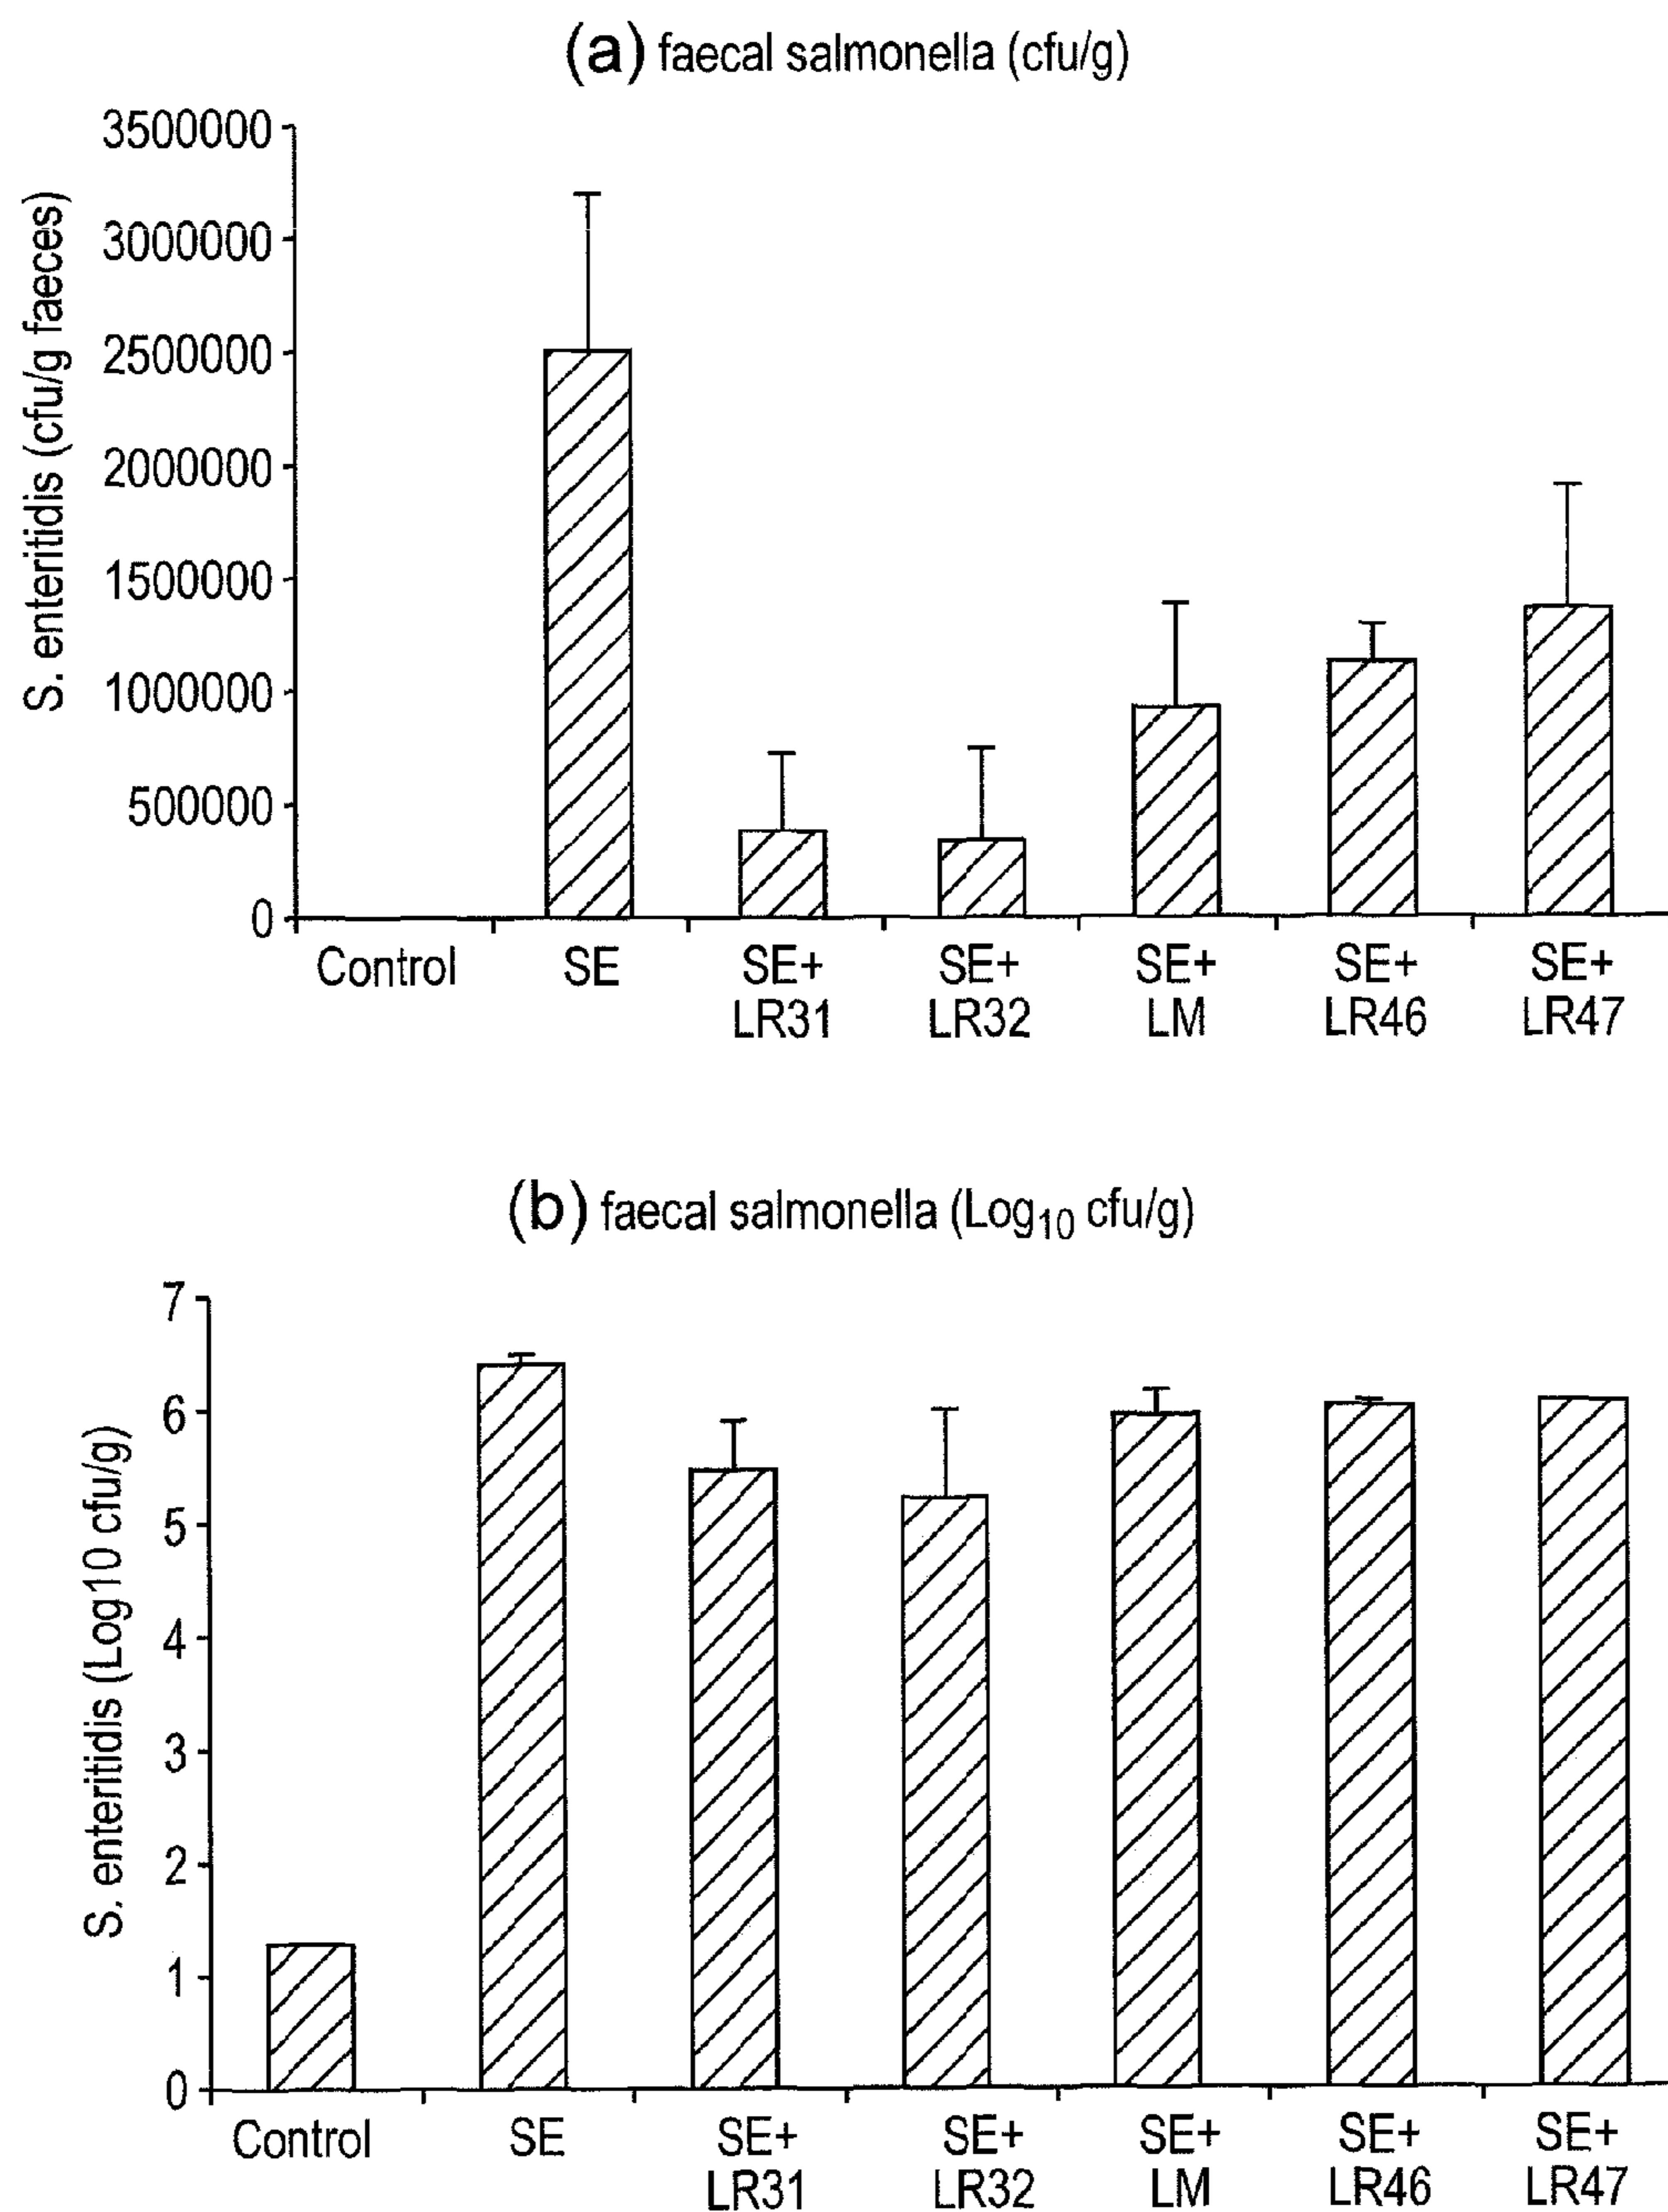 (a) faecal salmonella (cfu/g)
S. enteritidis (cfu/g faeces)
3500000
3000000
2500000
2000000
1500000
1000000
500000
0
Control
SE
SE+
LR31
SE+
LR32
SE+
LM
SE+
LR46
SE+
LR47
(b) faecal salmonella (Log10 cfu/g)
S. enteritidis (Log10 cfu/g)
7
6
5
4
3
2
1
0
Control
SE
SE+
LR31
SE+
LR32
SE+
LM
SE+
LR46
SE+
LR47